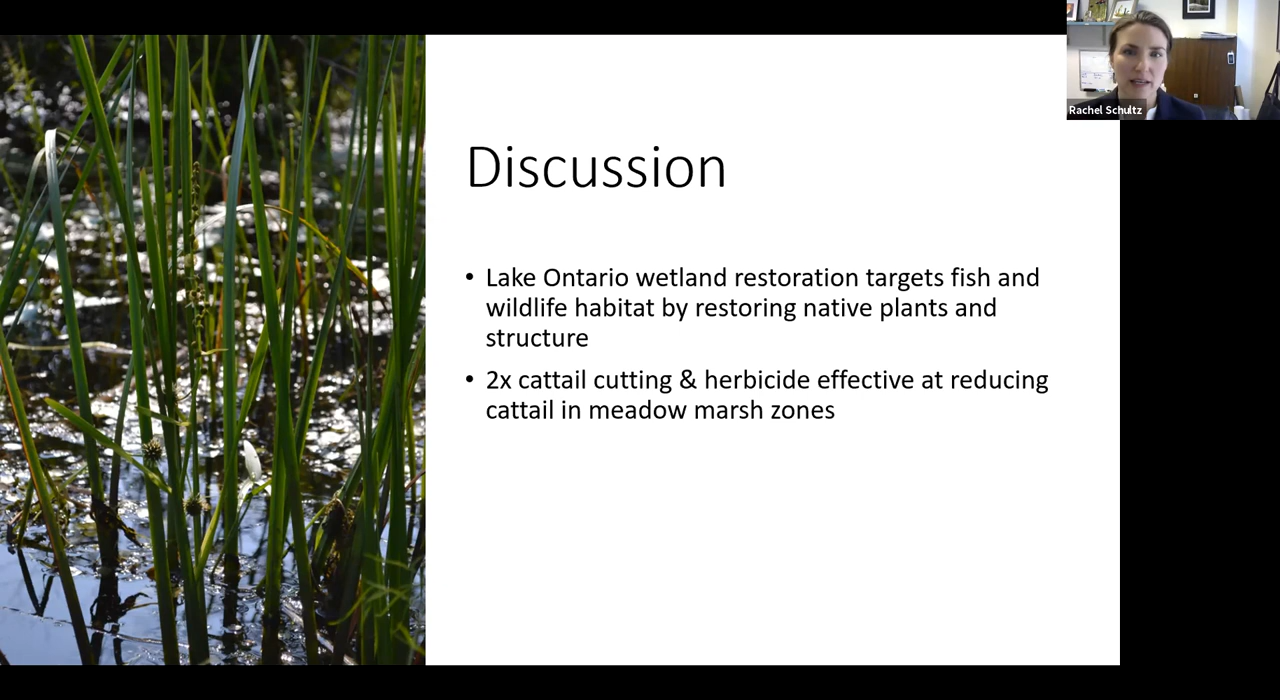 Rachel Schultz
Discussion
• Lake Ontario wetland restoration targets fish and
wildlife habitat by restoring native plants and
structure
• 2x cattail cutting & herbicide effective at reducing
cattail in meadow marsh zones